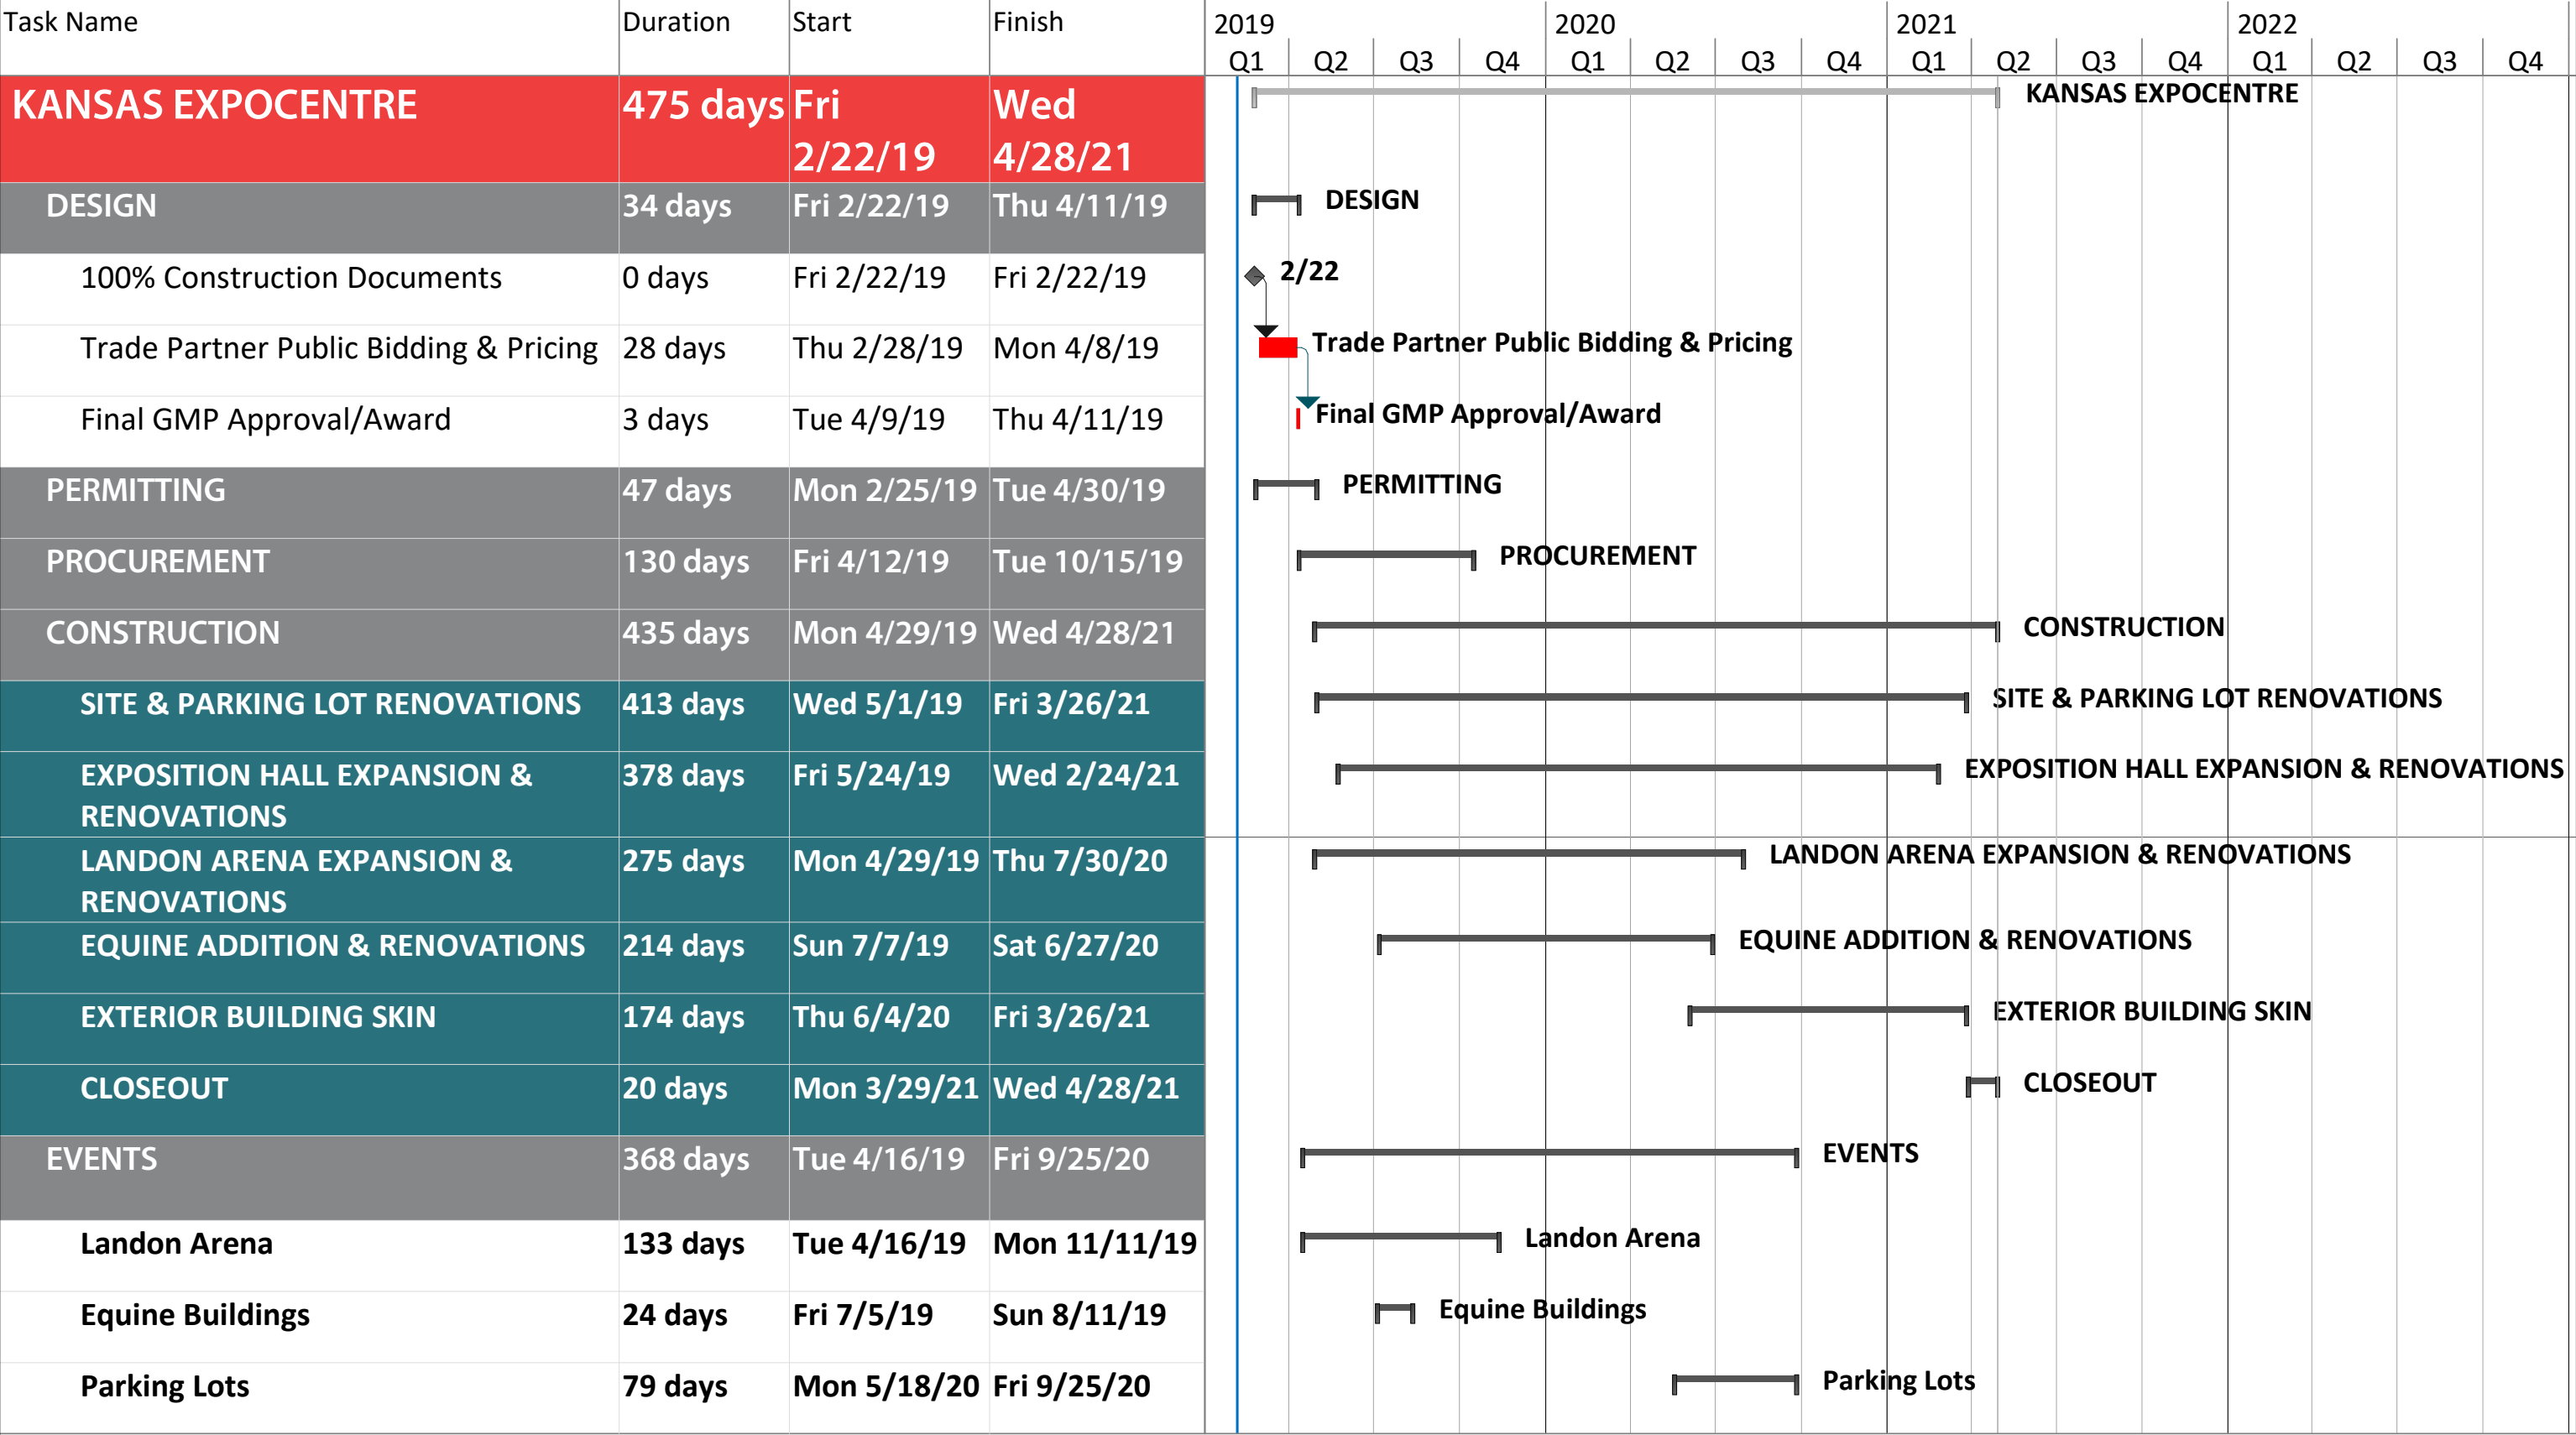 Task Name Duration Start Finish 2019 2020 2021 2022
Q1 Q2 Q3 Q4 Q1 Q2 Q3 Q4 Q1 Q2 Q3 Q4 Q1 Q2 Q3 Q4
KANSAS EXPOCENTRE 475 days Fri Wed KANSAS EXPOCENTRE
2/22/19 4/28/21
DESIGN 34 days Fri 2/22/19 Thu 4/11/19 DESIGN
100% Construction Documents 0 days Fri 2/22/19 Fri 2/22/19 2/22
Trade Partner Public Bidding & Pricing 28 days Thu 2/28/19 Mon 4/8/19 Trade Partner Public Bidding & Pricing
Final GMP Approval/Award 3 days Tue 4/9/19 Thu 4/11/19 Final GMP Approval/Award
PERMITTING 47 days Mon 2/25/19 Tue 4/30/19 PERMITTING
PROCUREMENT 130 days Fri 4/12/19 Tue 10/15/19 PROCUREMENT
CONSTRUCTION 435 days Mon 4/29/19 Wed 4/28/21 CONSTRUCTION
SITE & PARKING LOT RENOVATIONS 413 days Wed 5/1/19 Fri 3/26/21 SITE & PARKING LOT RENOVATIONS
EXPOSITION HALL EXPANSION & 378 days Fri 5/24/19 Wed 2/24/21 EXPOSITION HALL EXPANSION & RENOVATIONS
RENOVATIONS
LANDON ARENA EXPANSION & 275 days Mon 4/29/19 Thu 7/30/20 LANDON ARENA EXPANSION & RENOVATIONS
RENOVATIONS
EQUINE ADDITION & RENOVATIONS 214 days Sun 7/7/19 Sat 6/27/20 EQUINE ADDITION & RENOVATIONS
EXTERIOR BUILDING SKIN 174 days Thu 6/4/20 Fri 3/26/21 EXTERIOR BUILDING SKIN
CLOSEOUT 20 days Mon 3/29/21 Wed 4/28/21 CLOSEOUT
EVENTS 368 days Tue 4/16/19 Fri 9/25/20 EVENTS
Landon Arena 133 days Tue 4/16/19 Mon 11/11/19 Landon Arena
Equine Buildings 24 days Fri 7/5/19 Sun 8/11/19 Equine Buildings
Parking Lots 79 days Mon 5/18/20 Fri 9/25/20 Parking Lots